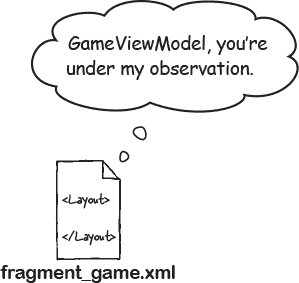 GameViewModel, you're
under my observation.
<Layout>
</Layout>
fragment_game.xml